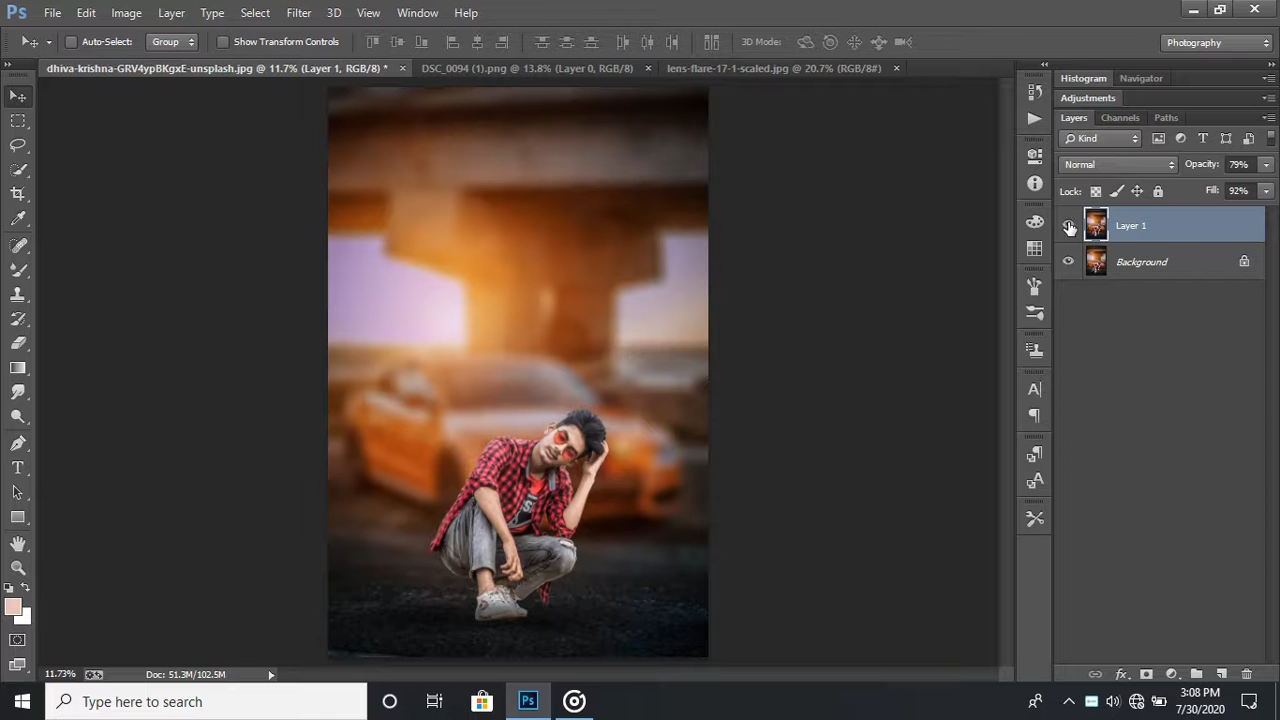 Ps File Edit Image Layer Type Select Filter 3D View Window Help
Auto-Select: Group Show Transform Controls 3D Mode: Photography
dhiva-krishna-GRV4ypBKgxE-unsplash.jpg @ 11.7% (Layer 1, RGB/8) * × DSC_0094 (1).png @ 13.8% (Layer 0, RGB/8) × lens-flare-17-1-scaled.jpg @ 20.7% (RGB/8#) ×
Histogram Navigator
Adjustments
Layers Channels Paths
Kind
Normal Opacity: 79%
Lock: Fill: 92%
Layer 1
Background
11.73% Doc: 51.3M/102.5M
Type here to search
Ps
3:08 PM
7/30/2020